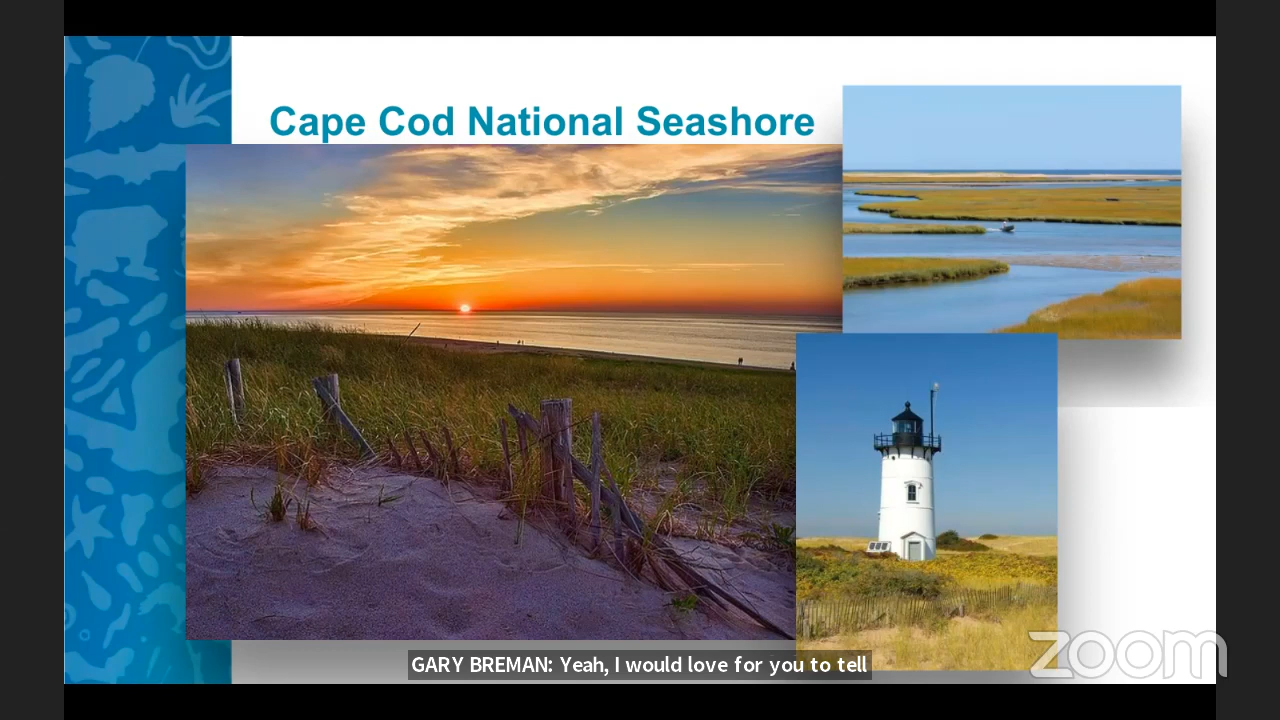 Cape Cod National Seashore
GARY BREMAN: Yeah, I would love for you to tell
zoom